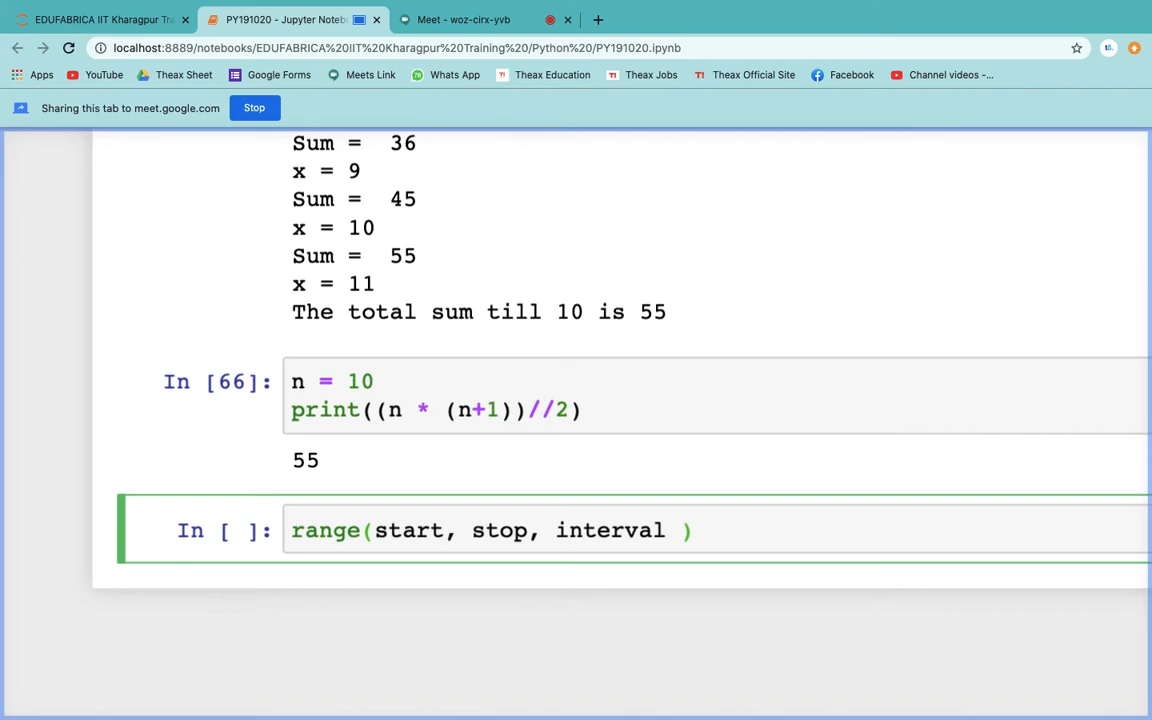 EDUFABRICA IIT Kharagpur Tra
PY191020 - Jupyter Noteb
Meet - woz-cirx-yvb
localhost:8889/notebooks/EDUFABRICA%20IIT%20Kharagpur%20Training%20/Python%20/PY191020.ipynb
Apps YouTube Theax Sheet Google Forms Meets Link Whats App Theax Education Theax Jobs Theax Official Site Facebook Channel videos -...
Sharing this tab to meet.google.com Stop
Sum =  36
x = 9
Sum =  45
x = 10
Sum =  55
x = 11
The total sum till 10 is 55
In [66]: n = 10
print((n * (n+1))//2)
55
In [ ]: range(start, stop, interval )